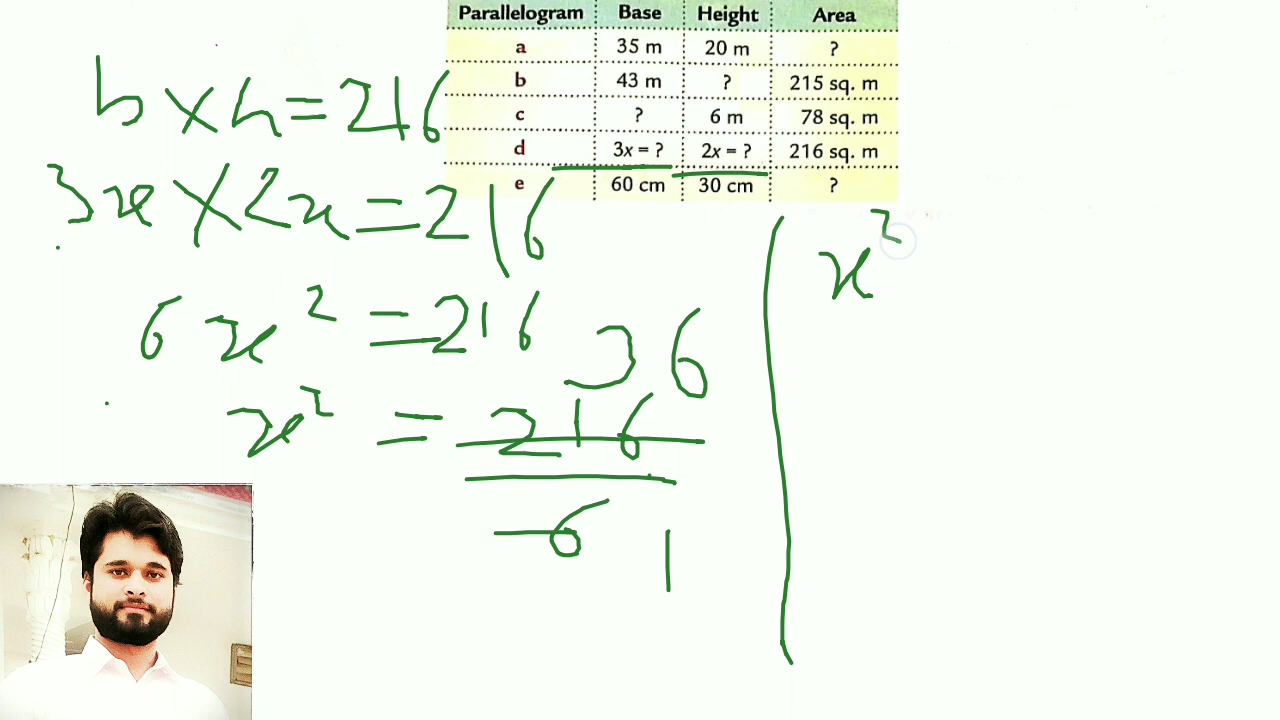 Parallelogram Base Height Area
a 35 m 20 m ?
b 43 m ? 215 sq. m
c ? 6 m 78 sq. m
d 3x = ? 2x = ? 216 sq. m
e 60 cm 30 cm ?
b × h = 216
3x × 2x = 216
6x² = 216
36
x² = 216
6 1
x²